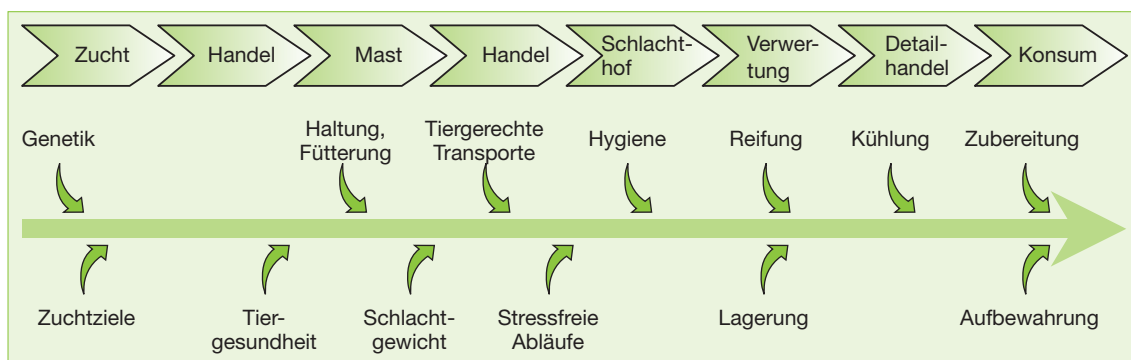 Zucht
Handel
Mast
Handel
Schlacht-
hof
Verwer-
tung
Detail-
handel
Konsum
Genetik
Haltung,
Fütterung
Tiergerechte
Transporte
Hygiene
Reifung
Kühlung
Zubereitung
Zuchtziele
Tier-
gesundheit
Schlacht-
gewicht
Stressfreie
Abläufe
Lagerung
Aufbewahrung